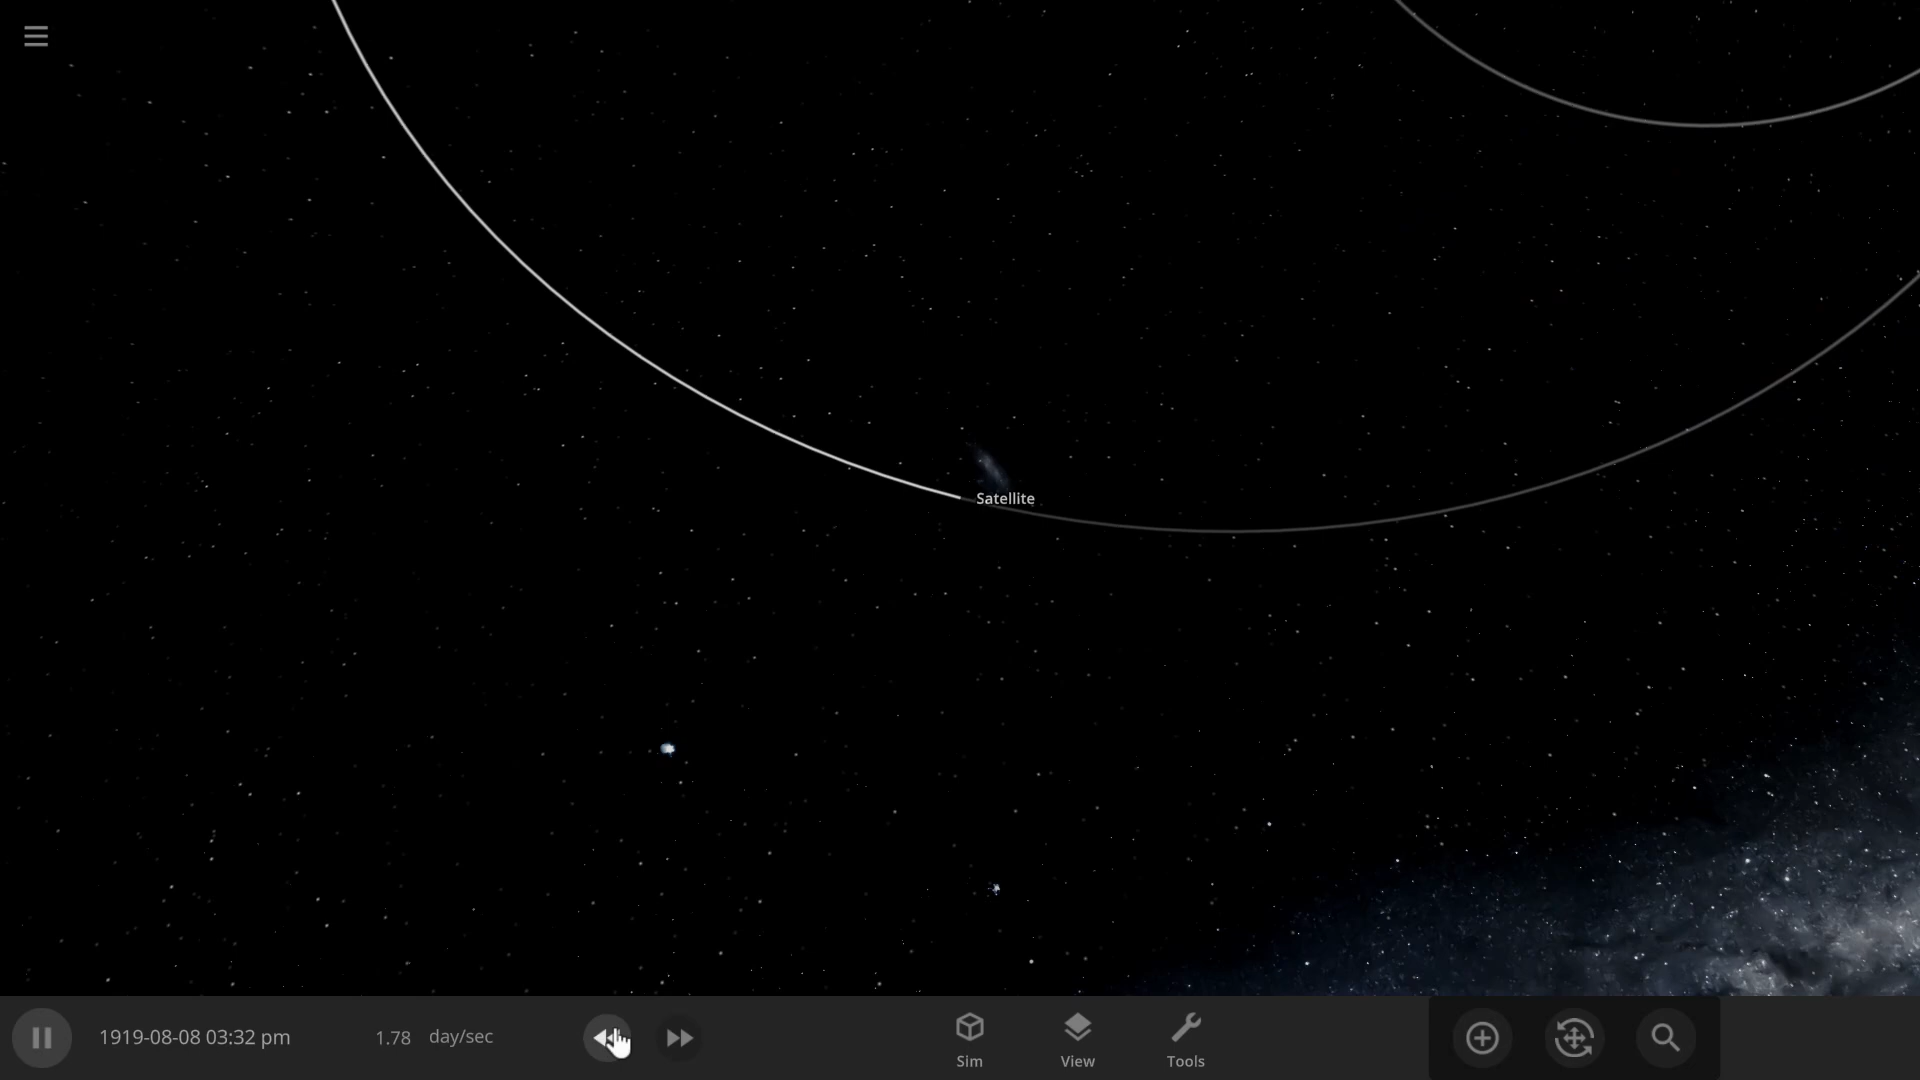 Satellite
1919-08-08 03:32 pm
1.78 day/sec
Sim
View
Tools